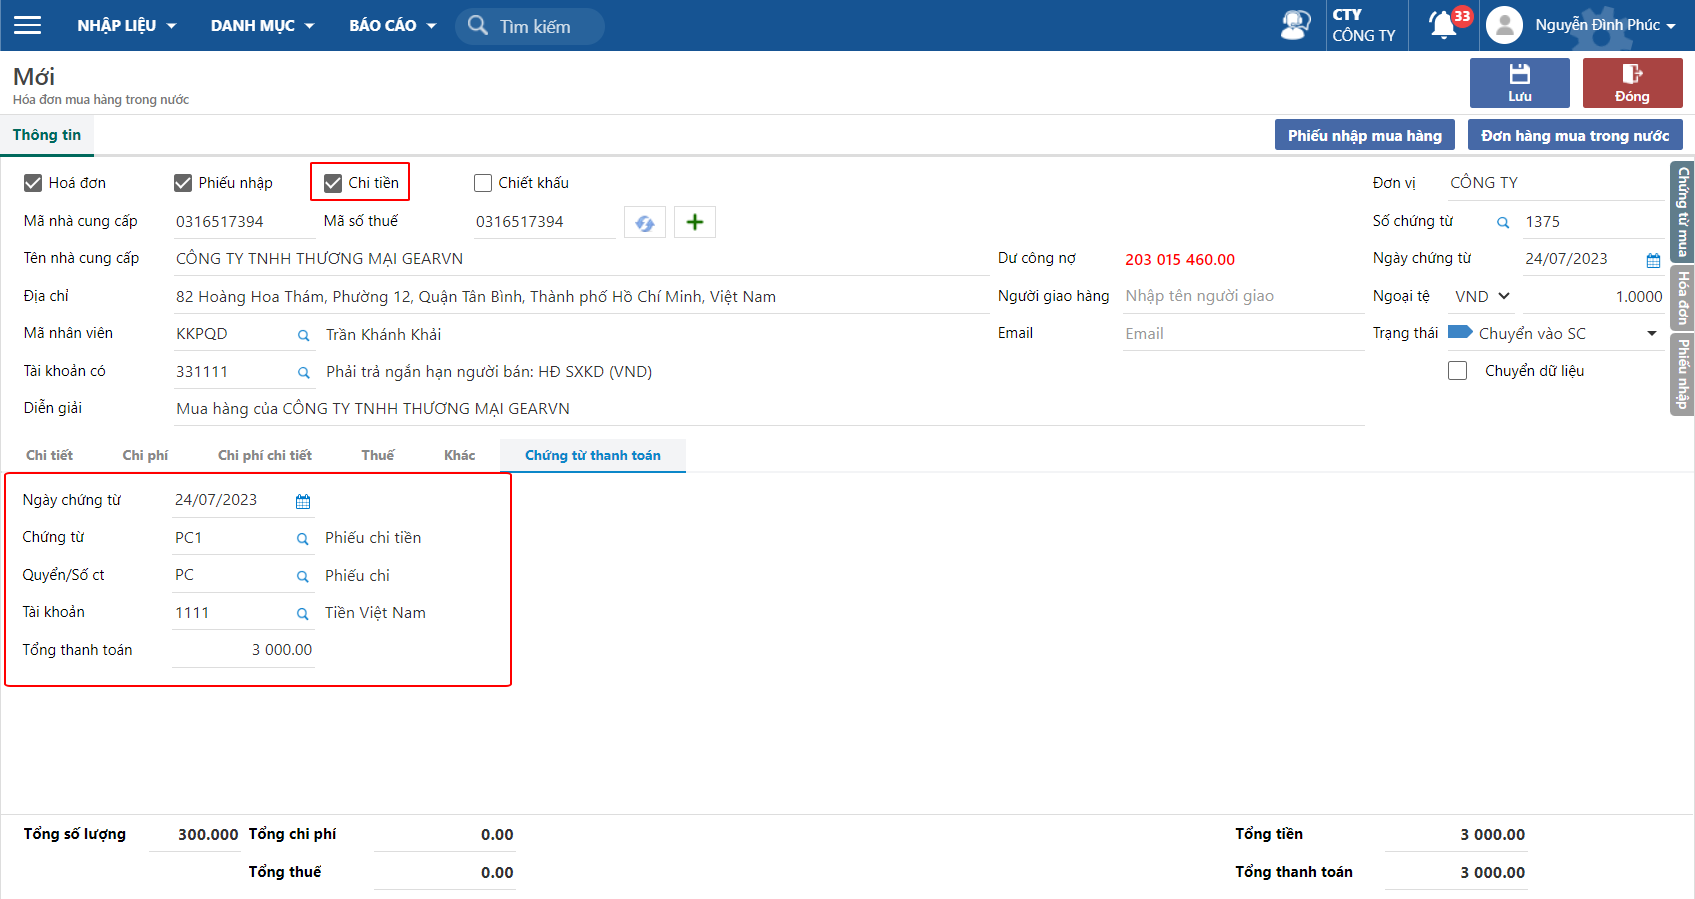 NHẬP LIỆU DANH MỤC BÁO CÁO Tìm kiếm CTY CÔNG TY 33 Nguyễn Đình Phúc
Mới
Hóa đơn mua hàng trong nước
Lưu Đóng
Thông tin Phiếu nhập mua hàng Đơn hàng mua trong nước
Hoá đơn Phiếu nhập Chi tiền Chiết khấu Đơn vị CÔNG TY
Mã nhà cung cấp 0316517394 Mã số thuế 0316517394 Số chứng từ 1375
Tên nhà cung cấp CÔNG TY TNHH THƯƠNG MẠI GEARVN Dư công nợ 203 015 460.00 Ngày chứng từ 24/07/2023
Địa chỉ 82 Hoàng Hoa Thám, Phường 12, Quận Tân Bình, Thành phố Hồ Chí Minh, Việt Nam Người giao hàng Nhập tên người giao Ngoại tệ VND 1.0000
Mã nhân viên KKPQD Trần Khánh Khải Email Email Trạng thái Chuyển vào SC
Tài khoản có 331111 Phải trả ngắn hạn người bán: HĐ SXKD (VND) Chuyển dữ liệu
Diễn giải Mua hàng của CÔNG TY TNHH THƯƠNG MẠI GEARVN
Chứng từ mua
Hóa đơn
Phiếu nhập
Chi tiết Chi phí Chi phí chi tiết Thuế Khác Chứng từ thanh toán
Ngày chứng từ 24/07/2023
Chứng từ PC1 Phiếu chi tiền
Quyển/Số ct PC Phiếu chi
Tài khoản 1111 Tiền Việt Nam
Tổng thanh toán 3 000.00
Tổng số lượng 300.000 Tổng chi phí 0.00 Tổng tiền 3 000.00
Tổng thuế 0.00 Tổng thanh toán 3 000.00